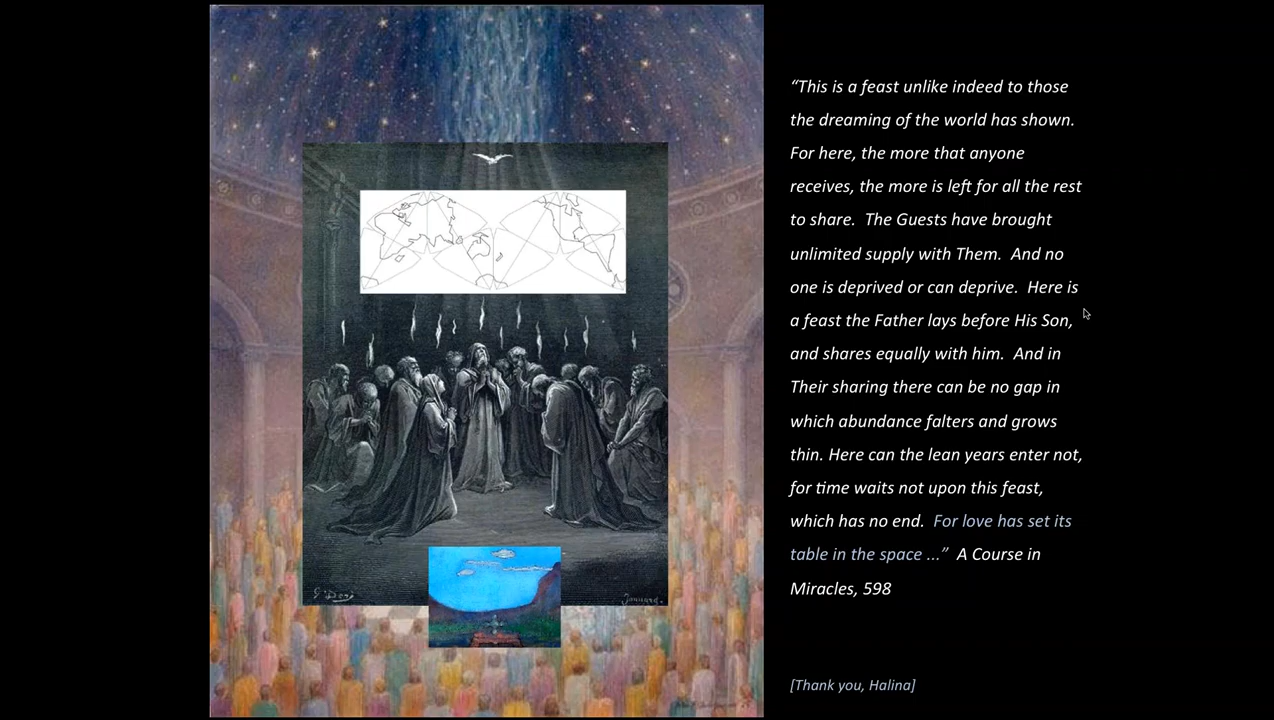 “This is a feast unlike indeed to those
the dreaming of the world has shown.
For here, the more that anyone
receives, the more is left for all the rest
to share.  The Guests have brought
unlimited supply with Them.  And no
one is deprived or can deprive.  Here is
a feast the Father lays before His Son,
and shares equally with him.  And in
Their sharing there can be no gap in
which abundance falters and grows
thin. Here can the lean years enter not,
for time waits not upon this feast,
which has no end.  For love has set its
table in the space ...”  A Course in
Miracles, 598
[Thank you, Halina]
G. Doré